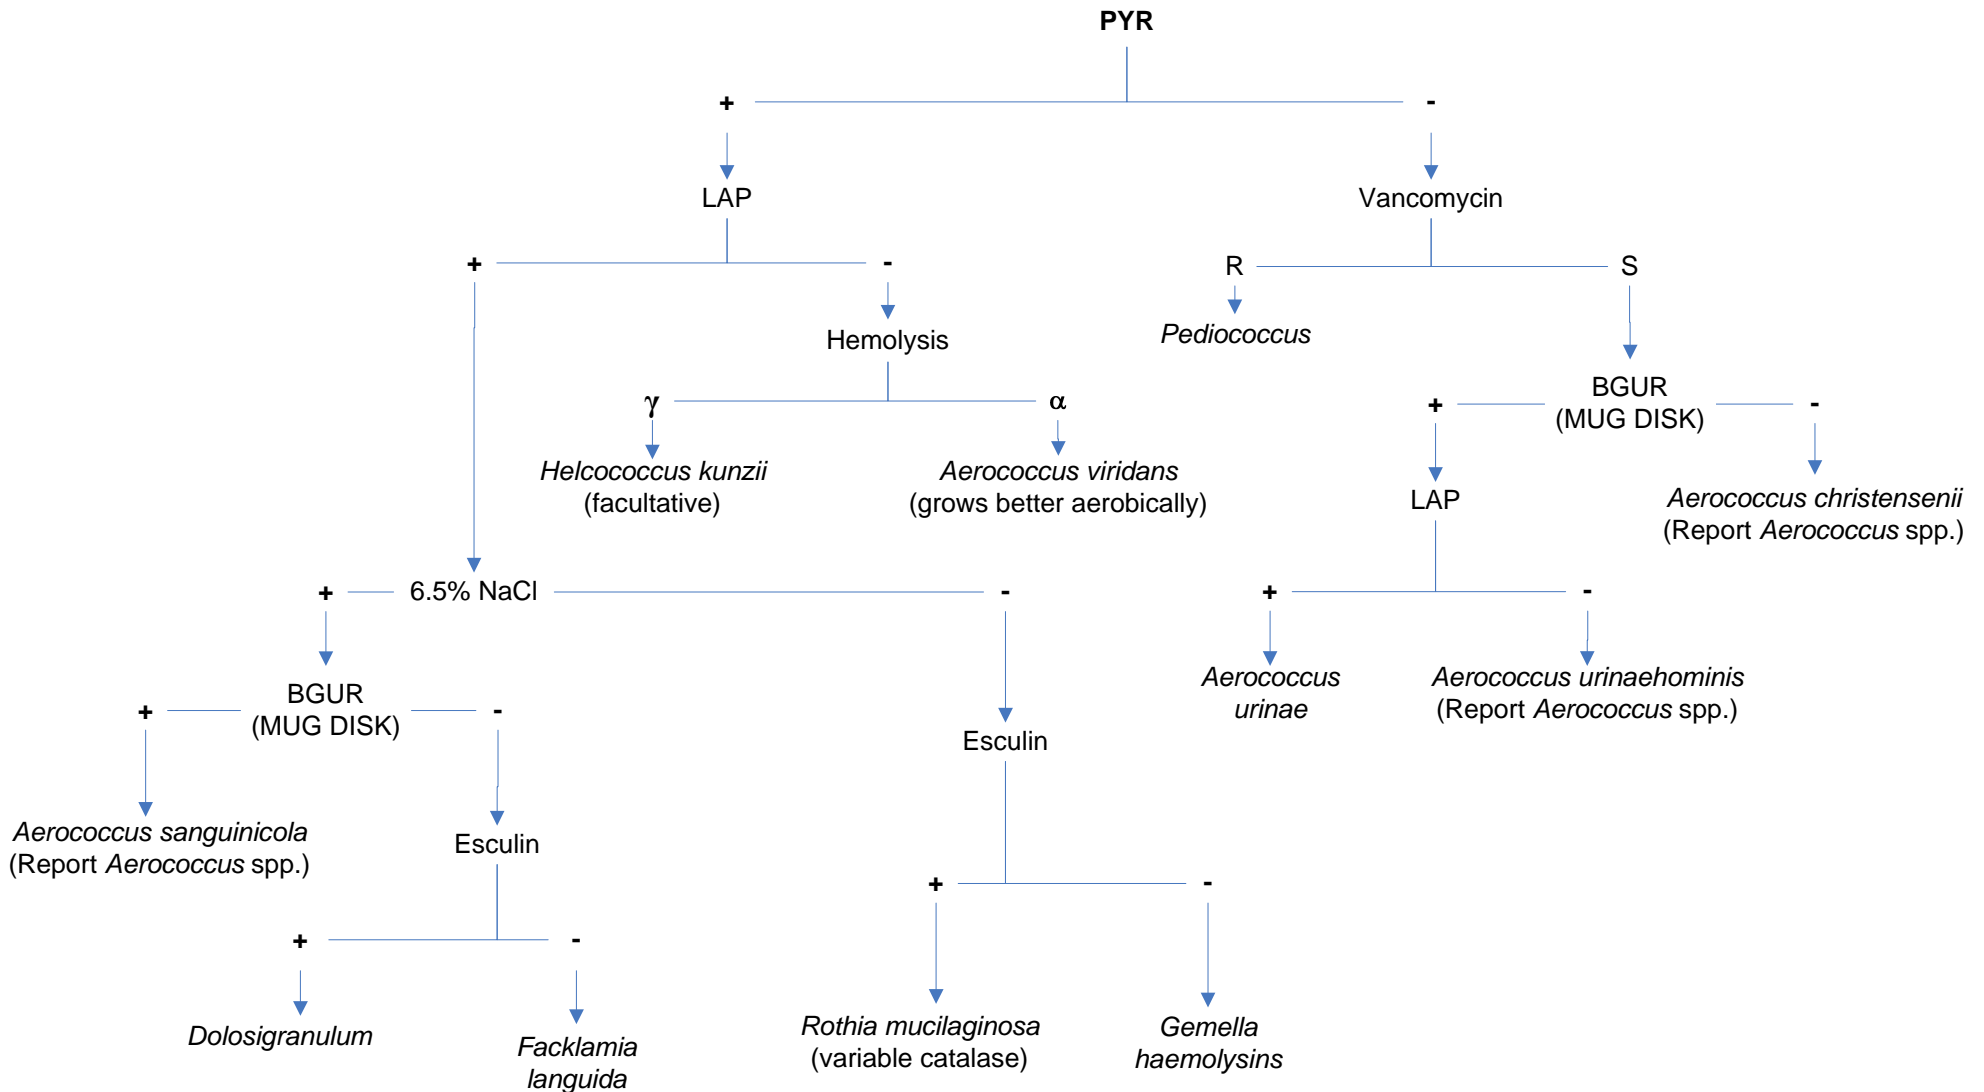 PYR
+
-
LAP
Vancomycin
+
-
R
S
Hemolysis
Pediococcus
γ
α
BGUR
(MUG DISK)
+
-
Helcococcus kunzii
(facultative)
Aerococcus viridans
(grows better aerobically)
LAP
Aerococcus christensenii
(Report Aerococcus spp.)
+
6.5% NaCl
-
+
-
BGUR
(MUG DISK)
+
-
Aerococcus
urinae
Aerococcus urinaehominis
(Report Aerococcus spp.)
Esculin
Aerococcus sanguinicola
(Report Aerococcus spp.)
Esculin
+
-
+
-
Dolosigranulum
Facklamia
languida
Rothia mucilaginosa
(variable catalase)
Gemella
haemolysins